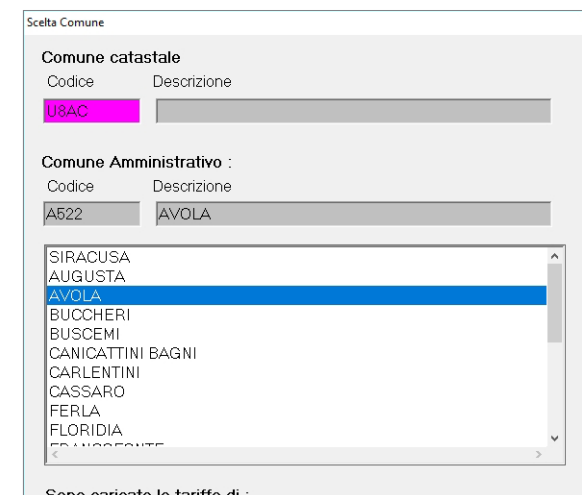 Scelta Comune
Comune catastale
Codice Descrizione
U8AC
Comune Amministrativo :
Codice Descrizione
A522 AVOLA
SIRACUSA
AUGUSTA
AVOLA
BUCCHERI
BUSCEMI
CANICATTINI BAGNI
CARLENTINI
CASSARO
FERLA
FLORIDIA